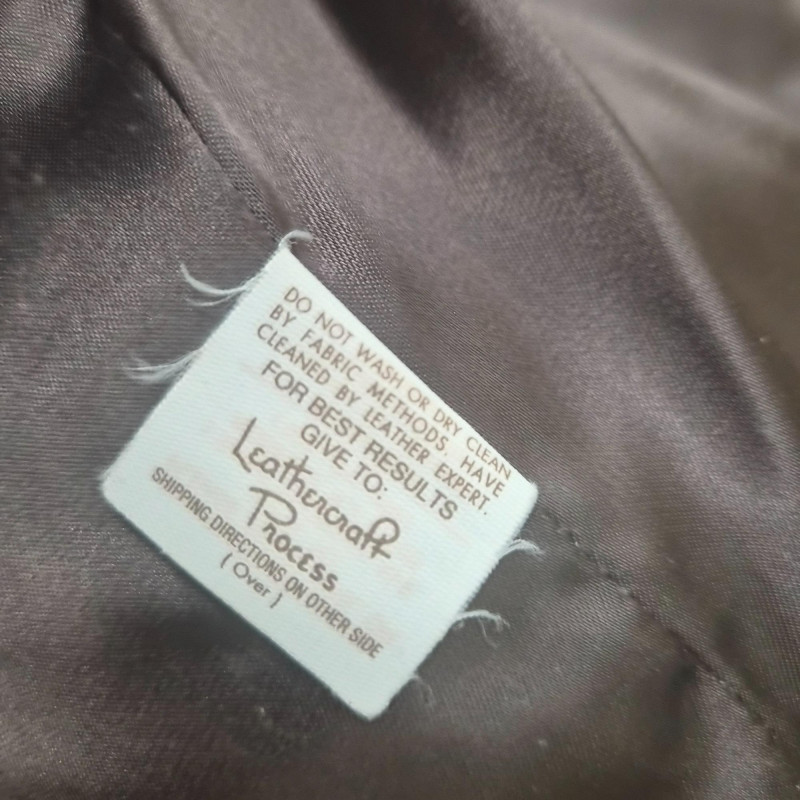 DO NOT WASH OR DRY CLEAN
BY FABRIC METHODS. HAVE
CLEANED BY LEATHER EXPERT.
FOR BEST RESULTS
GIVE TO:
Leathercraft
Process
SHIPPING DIRECTIONS ON OTHER SIDE
(Over)